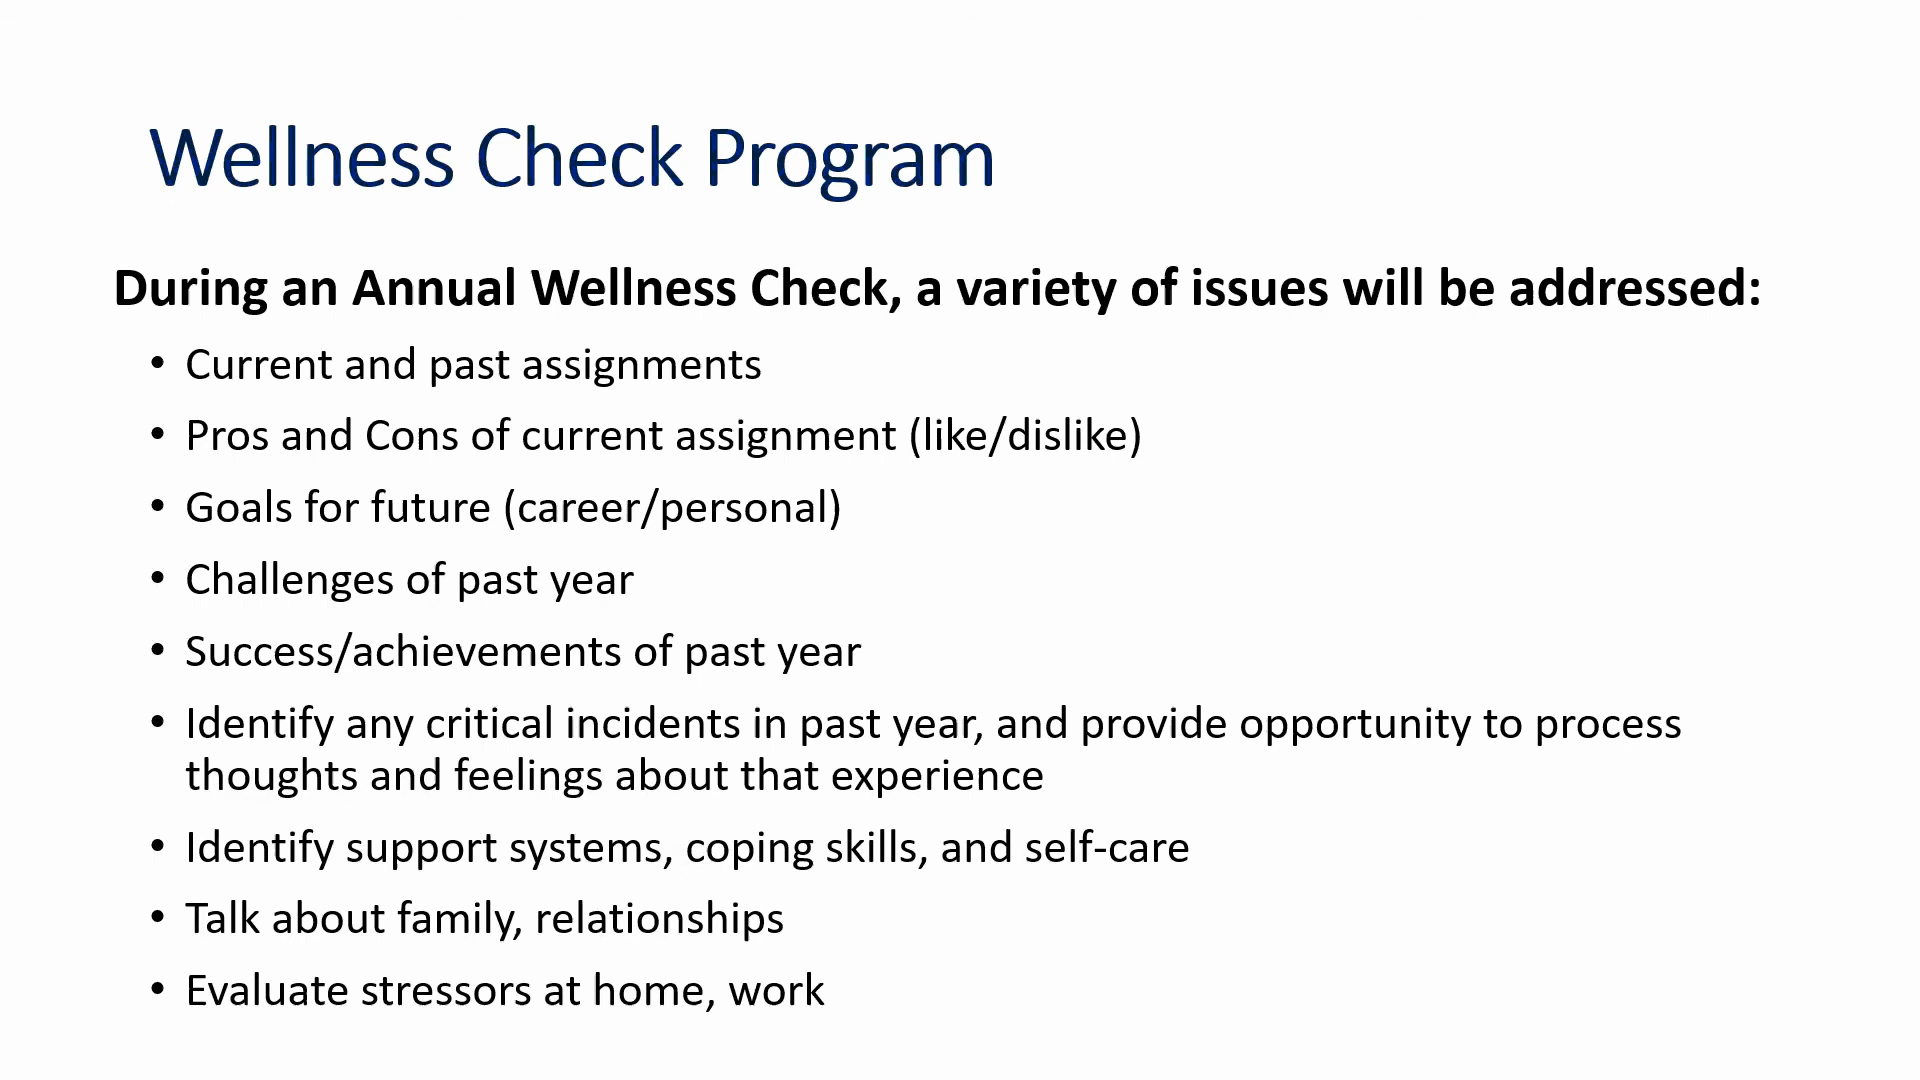 Wellness Check Program
During an Annual Wellness Check, a variety of issues will be addressed:
• Current and past assignments
• Pros and Cons of current assignment (like/dislike)
• Goals for future (career/personal)
• Challenges of past year
• Success/achievements of past year
• Identify any critical incidents in past year, and provide opportunity to process
thoughts and feelings about that experience
• Identify support systems, coping skills, and self-care
• Talk about family, relationships
• Evaluate stressors at home, work